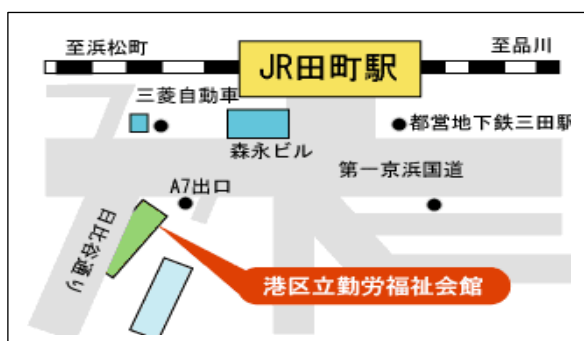 至浜松町
至品川
JR田町駅
三菱自動車
森永ビル
都営地下鉄三田駅
第一京浜国道
A7出口
日比谷通り
港区立勤労福祉会館